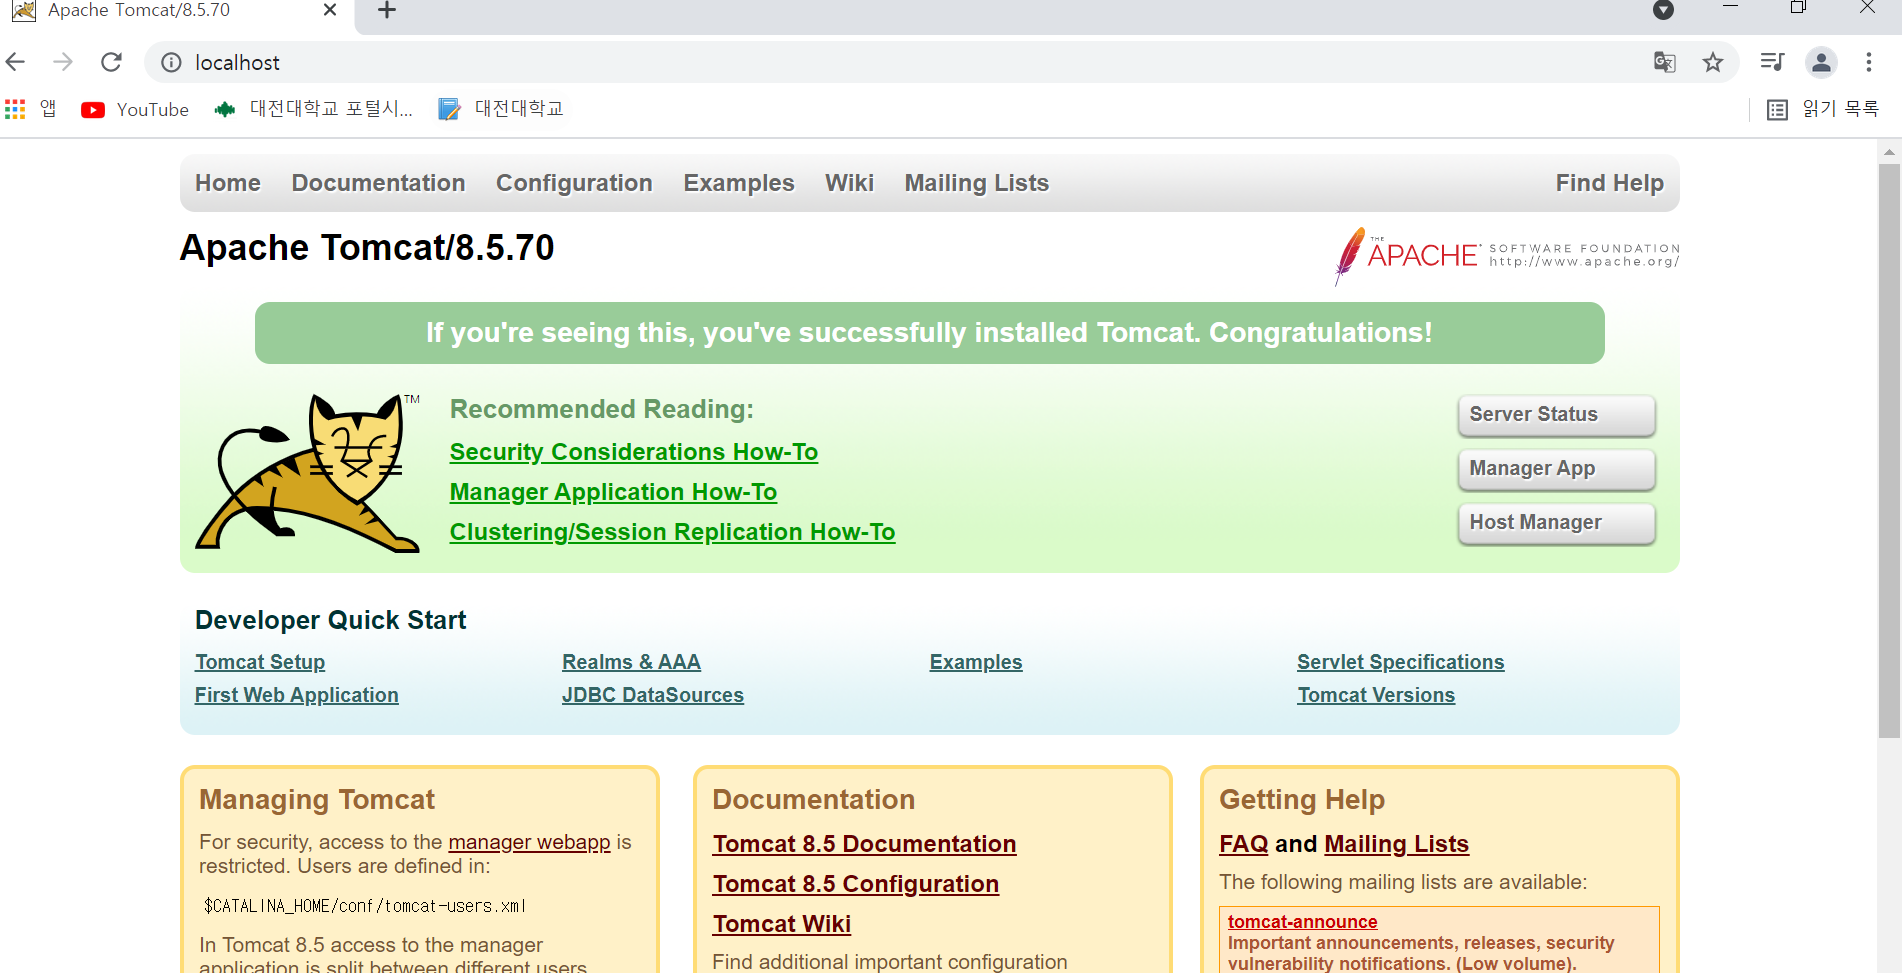 Apache Tomcat/8.5.70
localhost
앱 YouTube 대전대학교 포털시... 대전대학교 읽기 목록
Home Documentation Configuration Examples Wiki Mailing Lists Find Help
Apache Tomcat/8.5.70
THE APACHE SOFTWARE FOUNDATION
http://www.apache.org/
If you're seeing this, you've successfully installed Tomcat. Congratulations!
TM
Recommended Reading:
Security Considerations How-To
Manager Application How-To
Clustering/Session Replication How-To
Server Status
Manager App
Host Manager
Developer Quick Start
Tomcat Setup Realms & AAA Examples Servlet Specifications
First Web Application JDBC DataSources Tomcat Versions
Managing Tomcat
For security, access to the manager webapp is
restricted. Users are defined in:
$CATALINA_HOME/conf/tomcat-users.xml
In Tomcat 8.5 access to the manager
application is split between different users.
Documentation
Tomcat 8.5 Documentation
Tomcat 8.5 Configuration
Tomcat Wiki
Find additional important configuration
Getting Help
FAQ and Mailing Lists
The following mailing lists are available:
tomcat-announce
Important announcements, releases, security
vulnerability notifications. (Low volume).